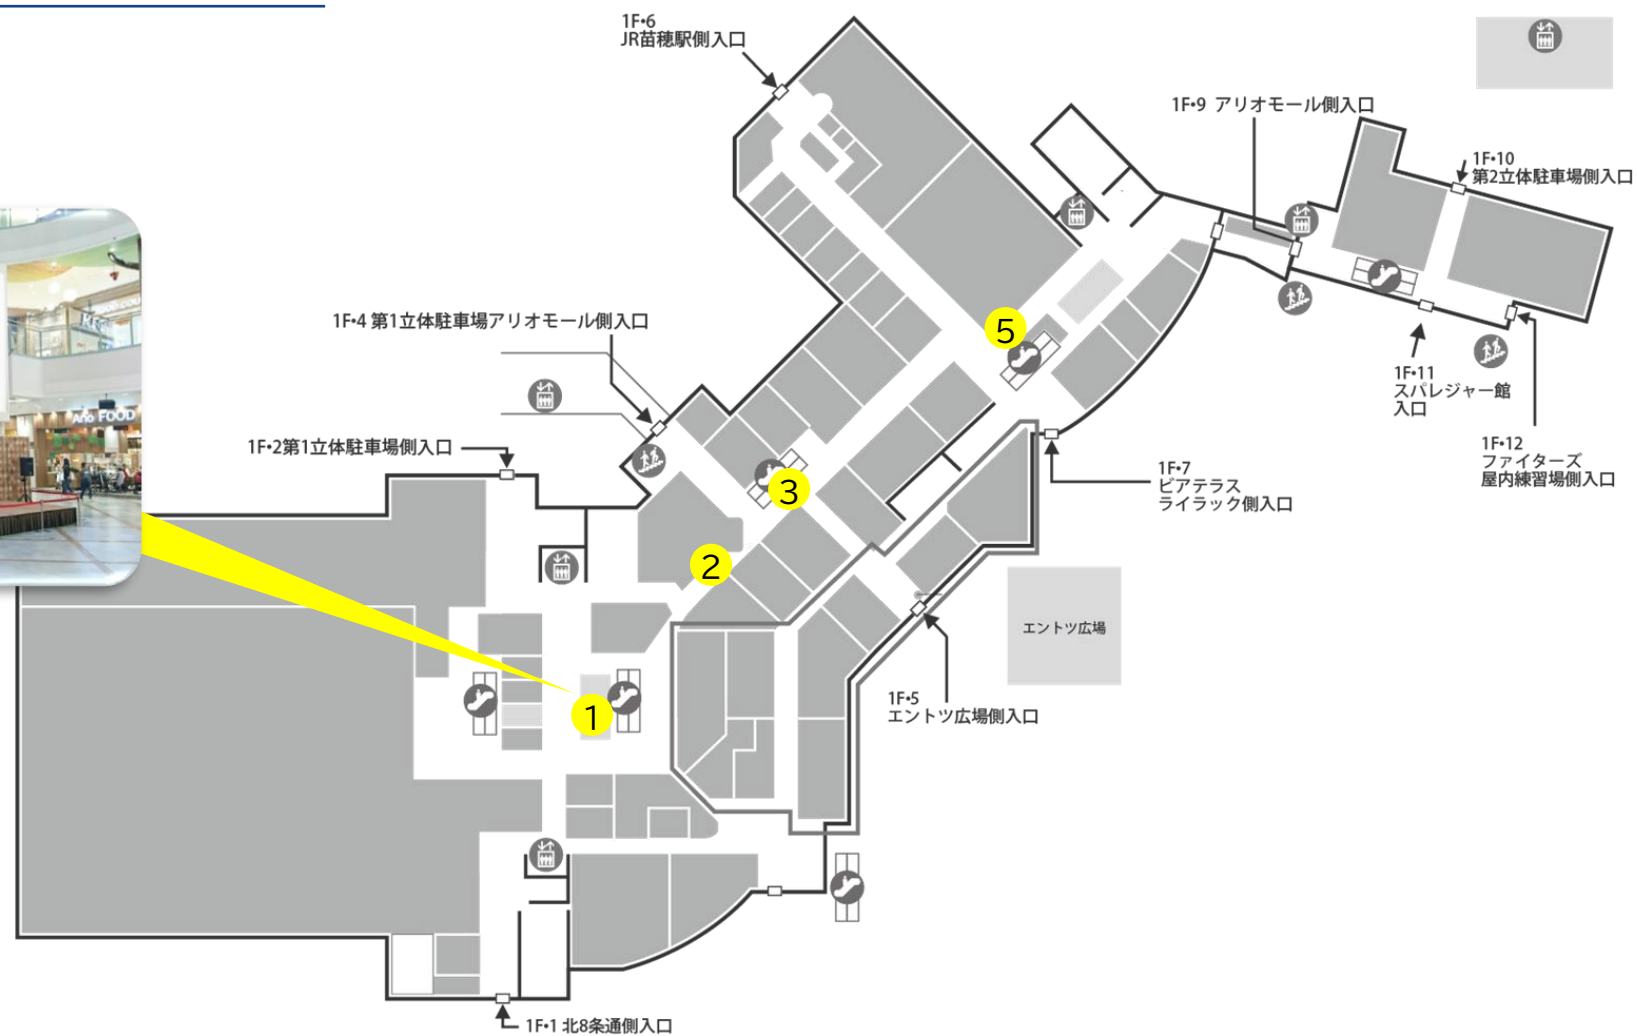 1F•6
JR苗穂駅側入口
1F•9 アリオモール側入口
1F•10
第2立体駐車場側入口
1F•4 第1立体駐車場アリオモール側入口
5
1F•11
スパレジャー館
入口
Ario FOOD
1F•2第1立体駐車場側入口
1F•7
ビアテラス
ライラック側入口
1F•12
ファイターズ
屋内練習場側入口
3
2
エントツ広場
1
1F•5
エントツ広場側入口
1F•1 北8条通側入口